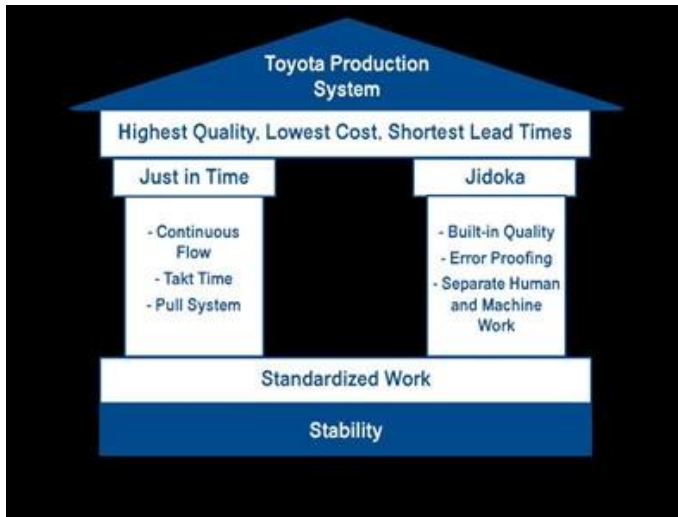 Toyota Production
System
Highest Quality, Lowest Cost, Shortest Lead Times
Just in Time
- Continuous
Flow
- Takt Time
- Pull System
Jidoka
- Built-in Quality
- Error Proofing
- Separate Human
and Machine
Work
Standardized Work
Stability